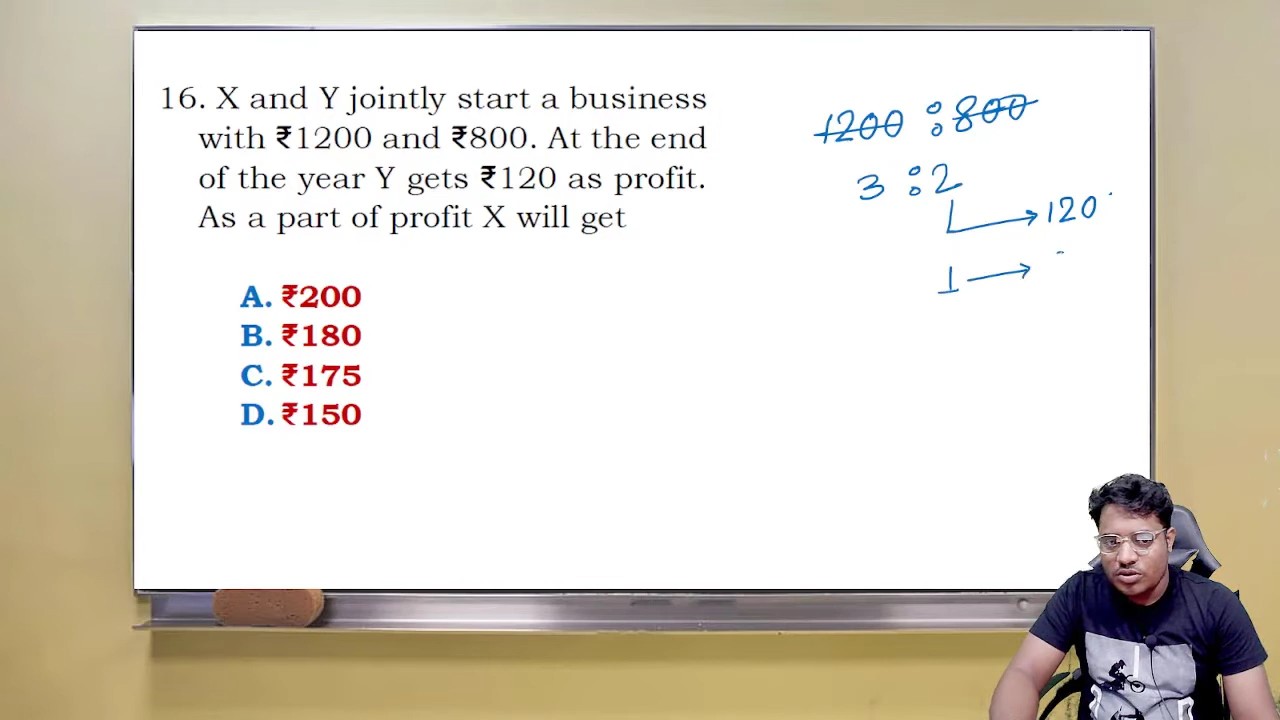 16. X and Y jointly start a business
with ₹1200 and ₹800. At the end
of the year Y gets ₹120 as profit.
As a part of profit X will get
A. ₹200
B. ₹180
C. ₹175
D. ₹150
1200 : 800
3 : 2
→ 120
1 →